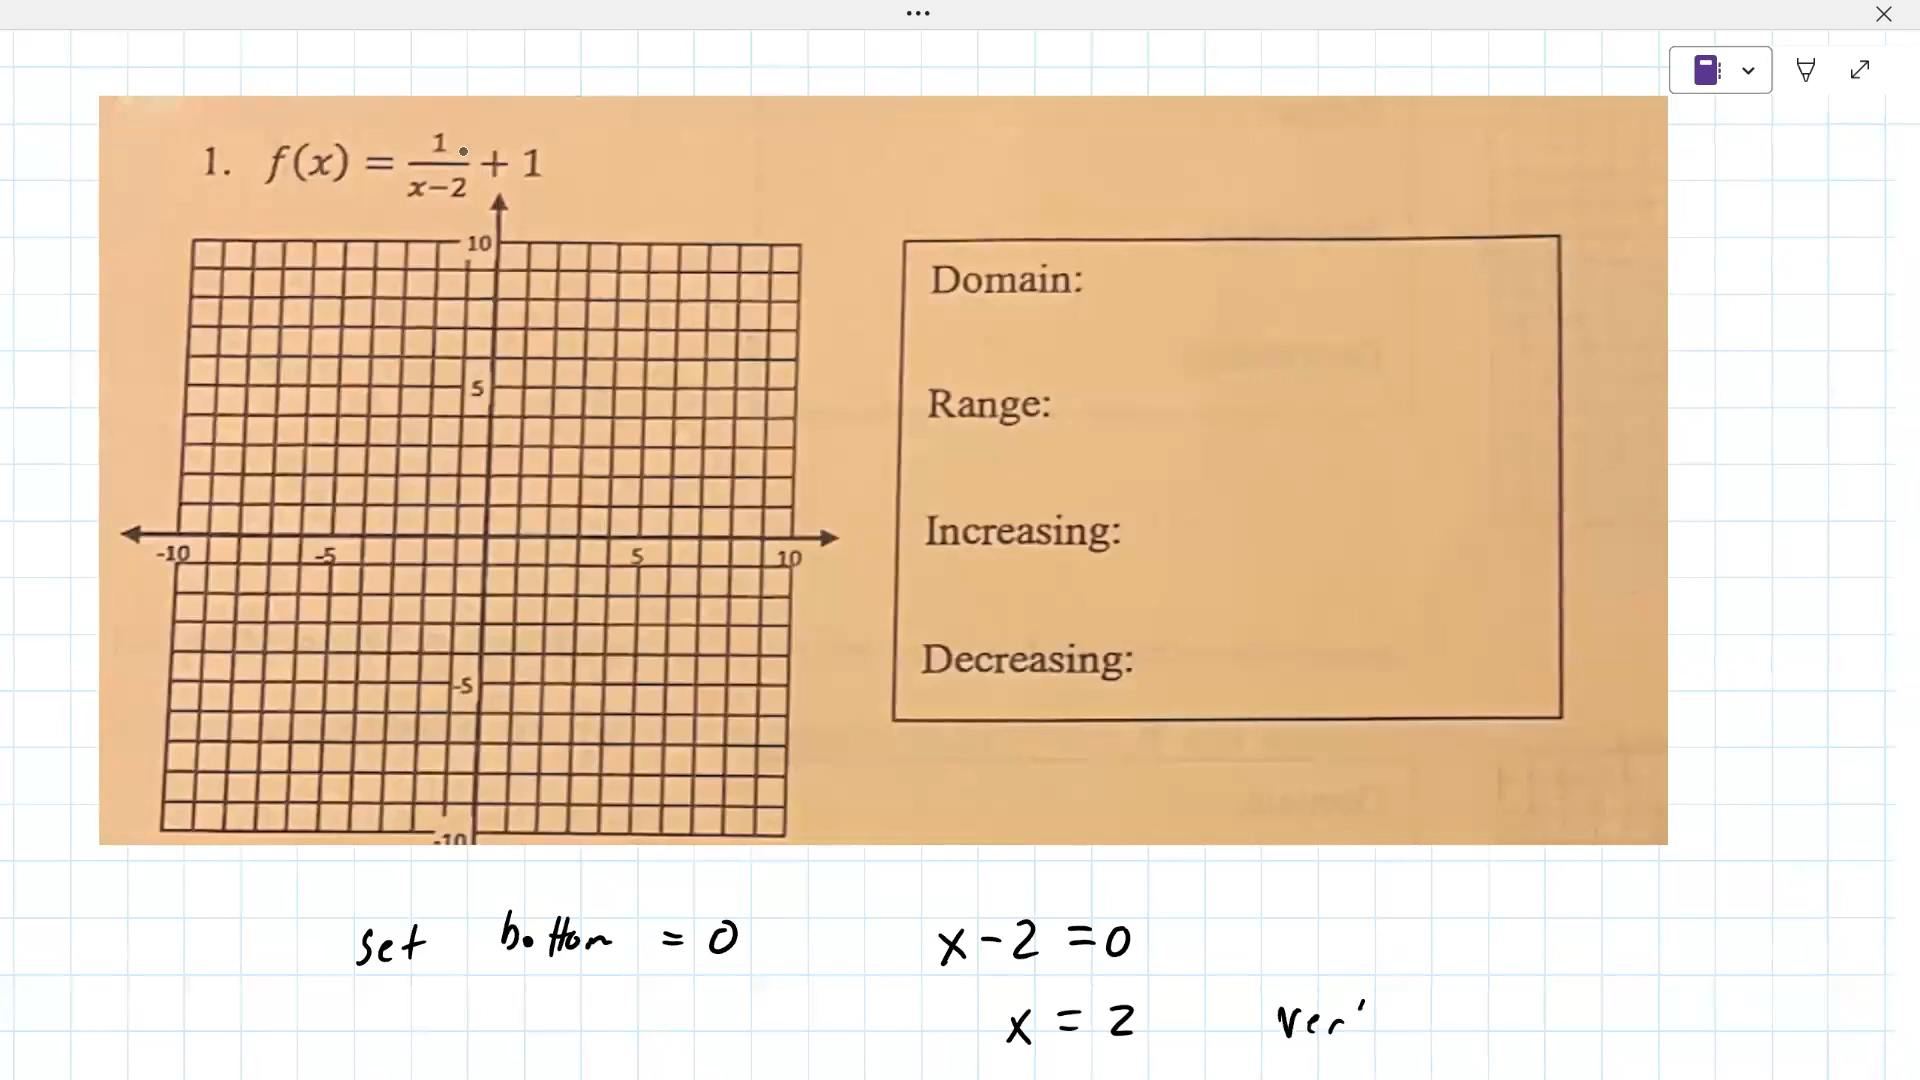 1. f(x) = 1/(x−2) + 1
10
5
-10 -5 5 10
-5
-10
Domain:
Range:
Increasing:
Decreasing:
set bottom = 0 x - 2 = 0
x = 2 ver